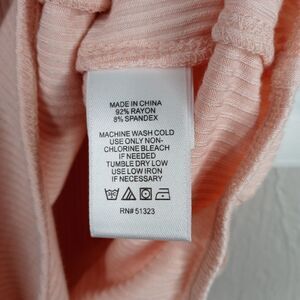 MADE IN CHINA
92% RAYON
8% SPANDEX
MACHINE WASH COLD
USE ONLY NON-
CHLORINE BLEACH
IF NEEDED
TUMBLE DRY LOW
USE LOW IRON
IF NECESSARY
RN# 51323